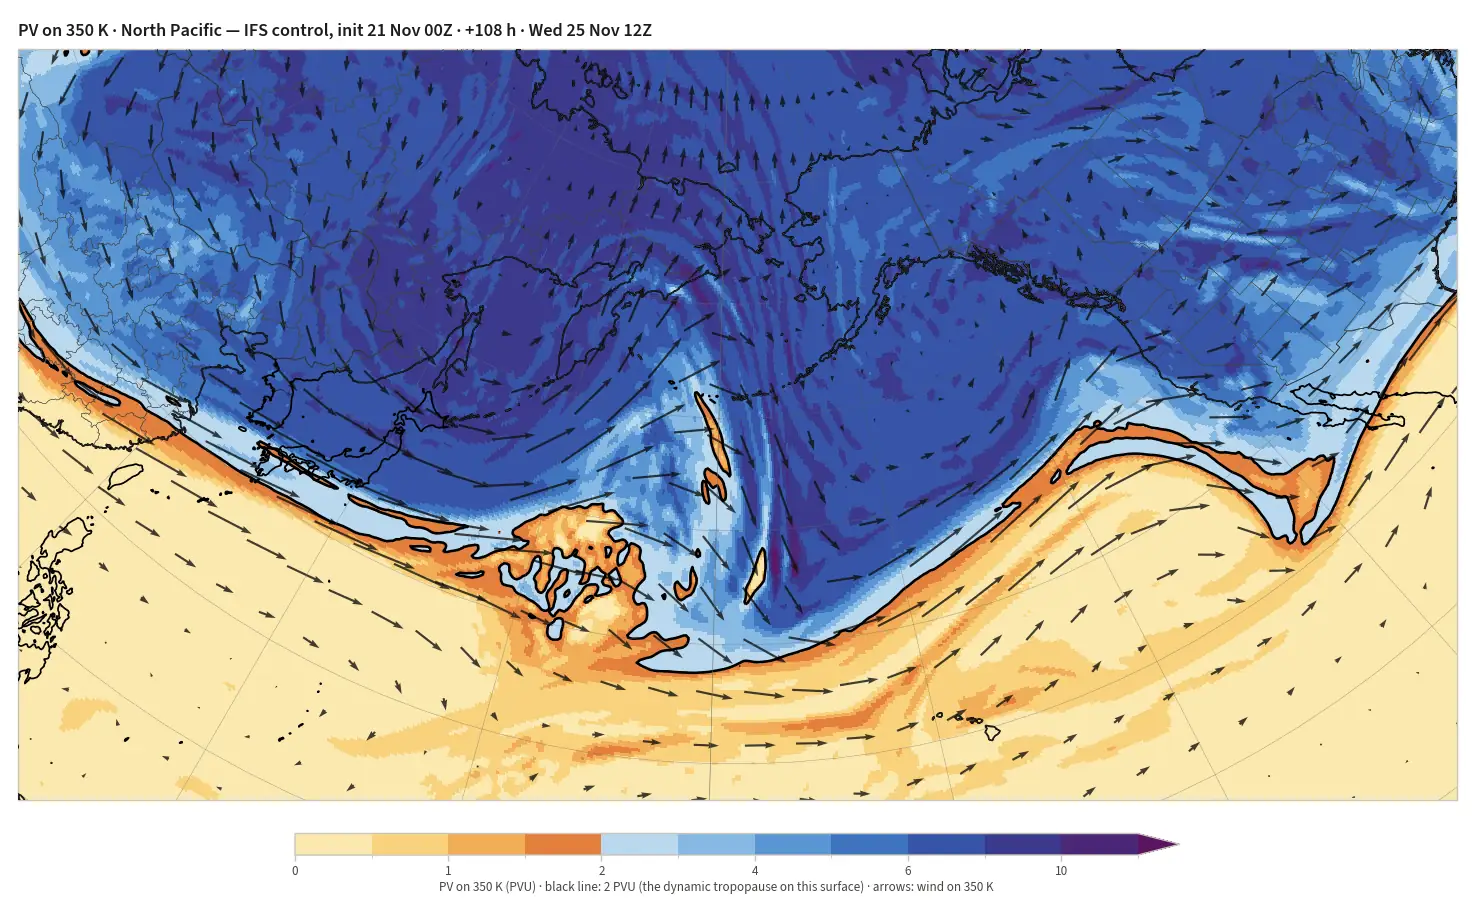 PV on 350 K · North Pacific — IFS control, init 21 Nov 00Z · +108 h · Wed 25 Nov 12Z
0 1 2 4 6 10
PV on 350 K (PVU) · black line: 2 PVU (the dynamic tropopause on this surface) · arrows: wind on 350 K